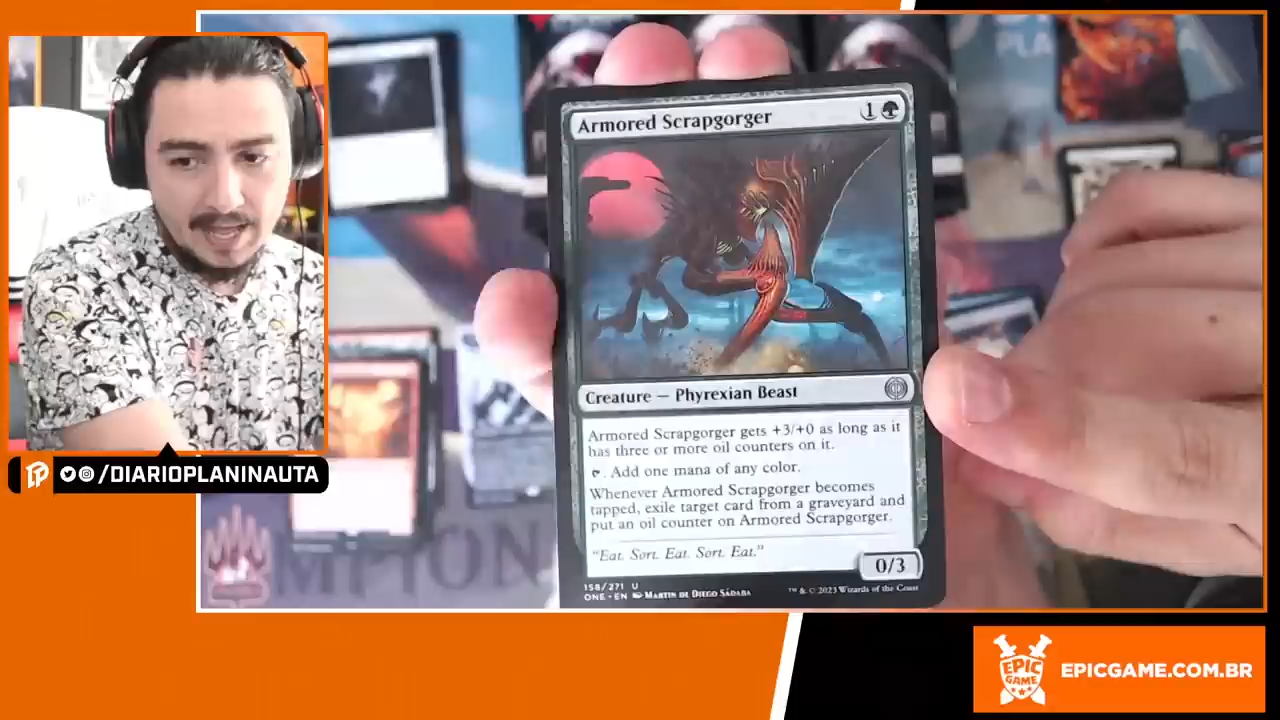 Armored Scrapgorger 1
Creature — Phyrexian Beast
Armored Scrapgorger gets +3/+0 as long as it
has three or more oil counters on it.
: Add one mana of any color.
Whenever Armored Scrapgorger becomes
tapped, exile target card from a graveyard and
put an oil counter on Armored Scrapgorger.
“Eat. Sort. Eat. Sort. Eat.”
0/3
158/271 U
ONE • EN MARTIN DE DIEGO SÁDABA
™ & © 2023 Wizards of the Coast
/DIARIOPLANINAUTA
MPION
PLA
EPIC
GAME
EPICGAME.COM.BR